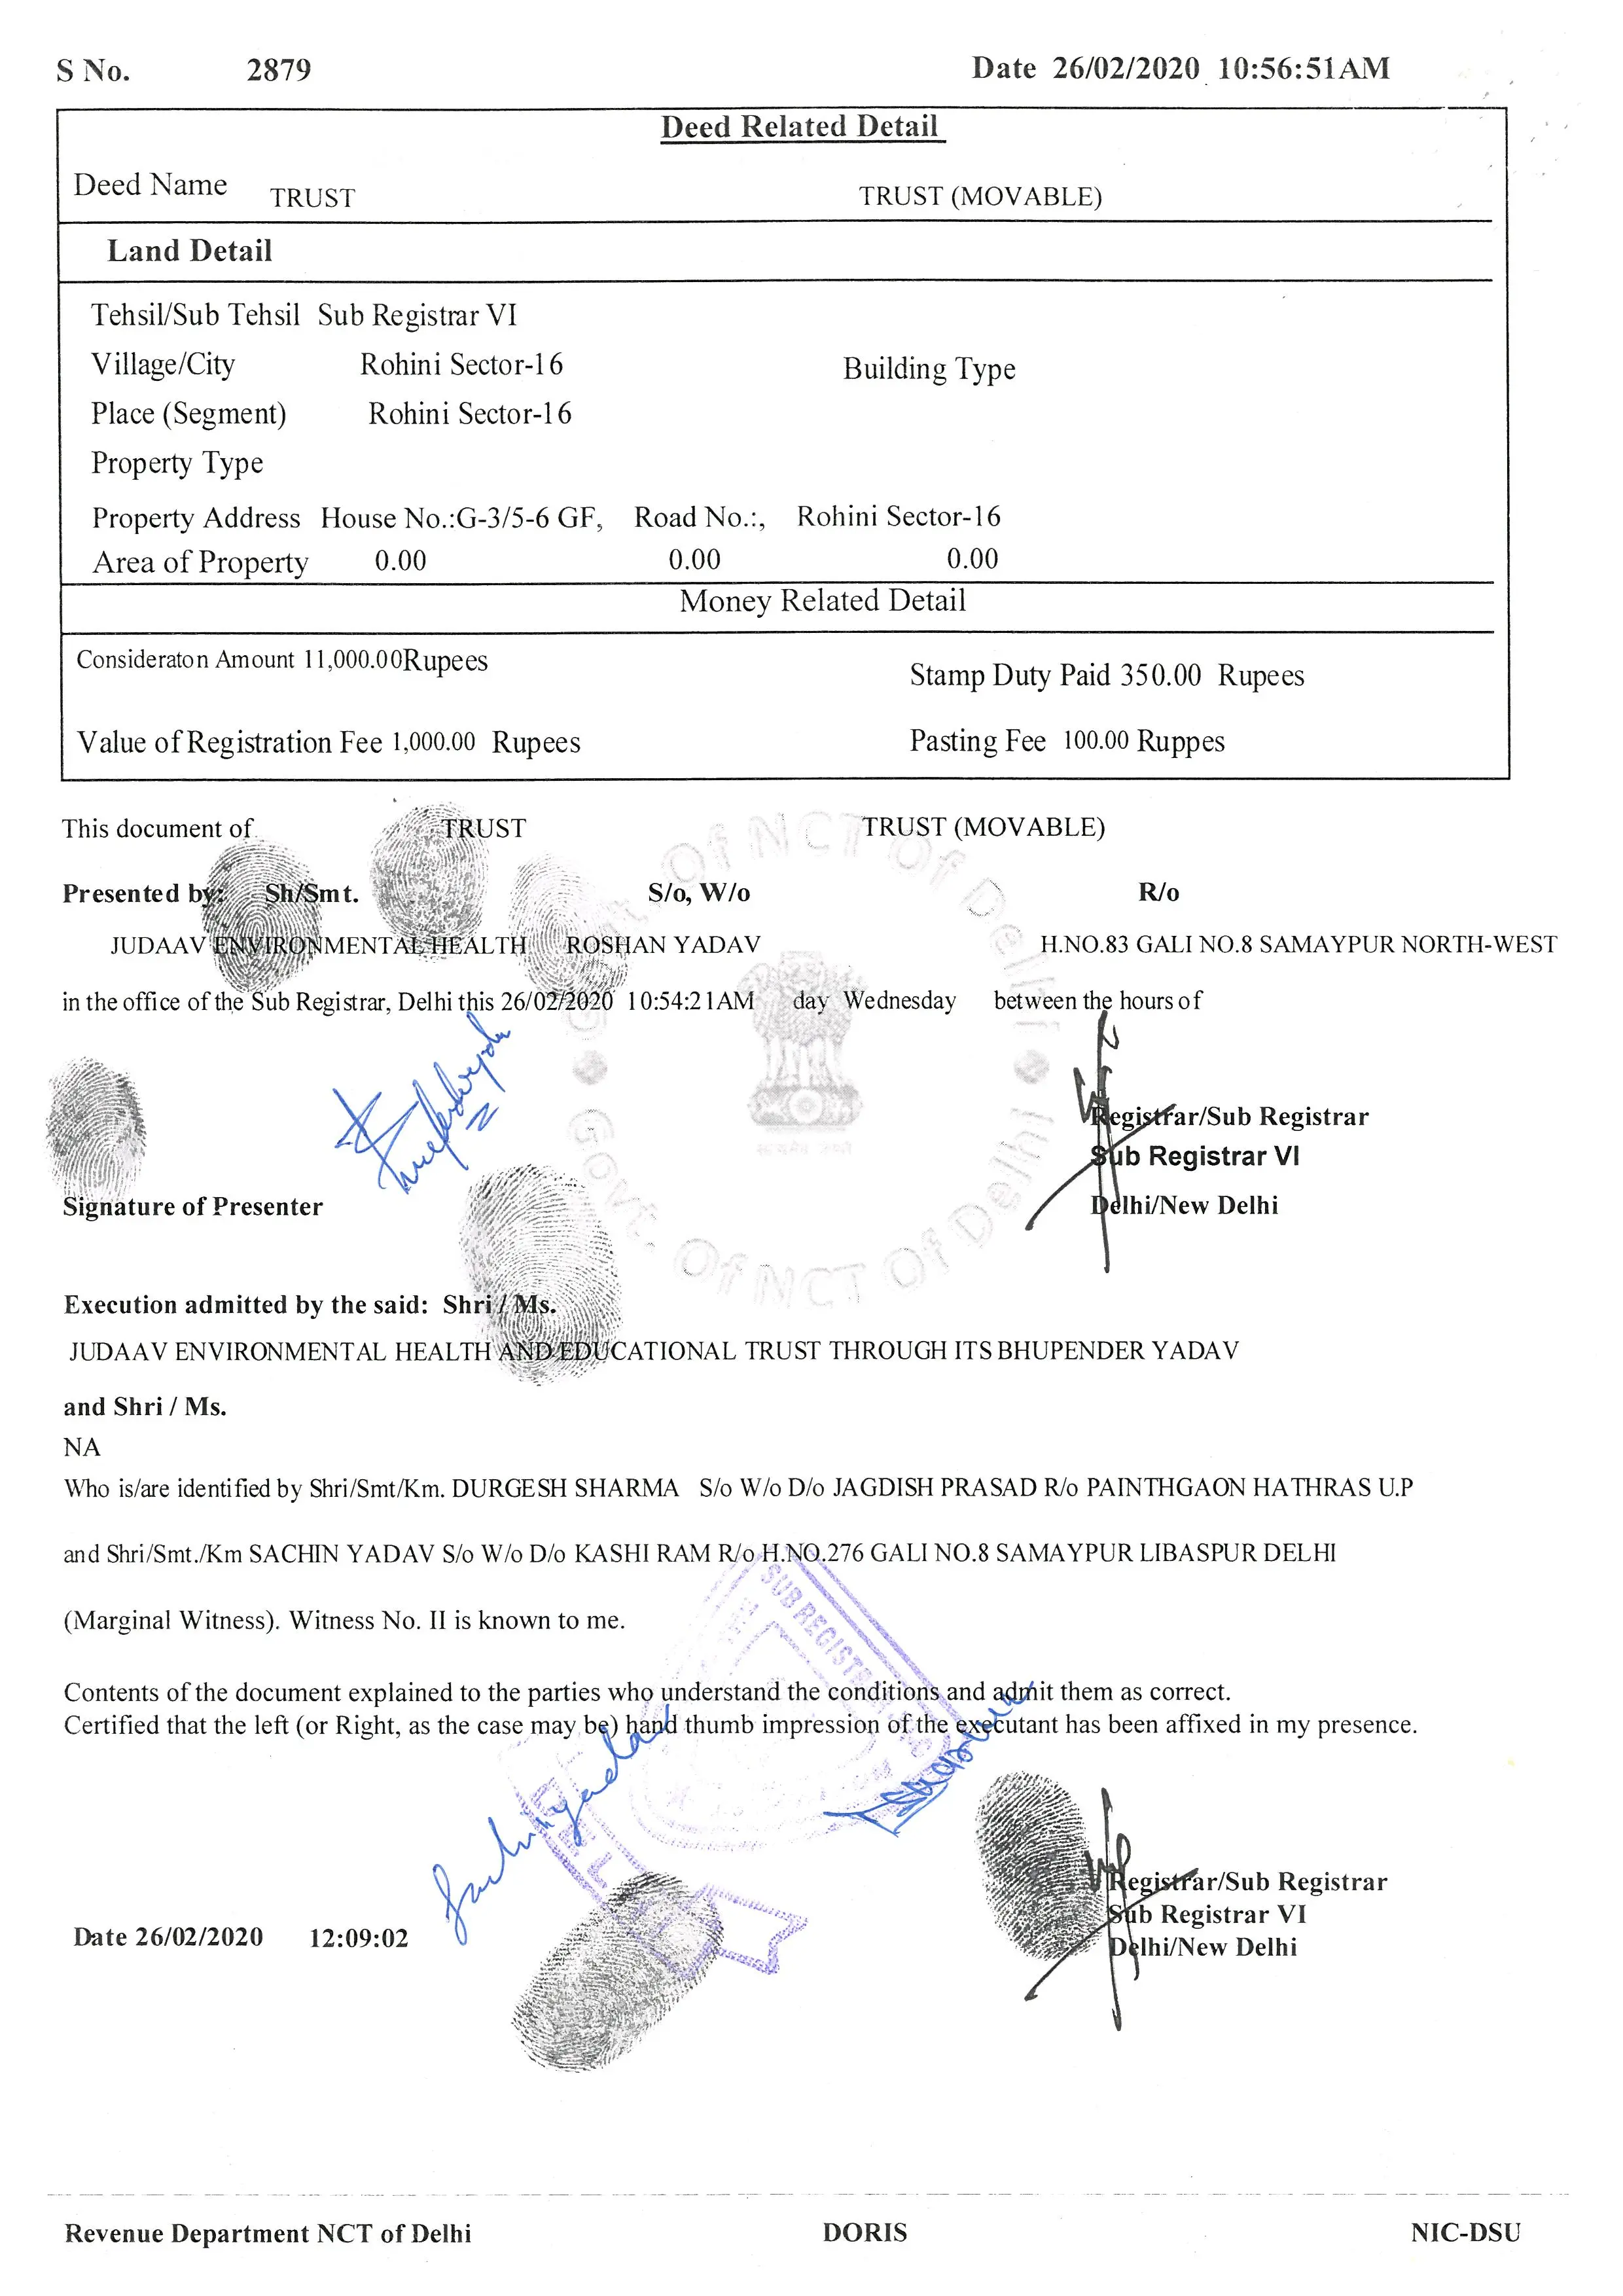 S No. 2879 Date 26/02/2020 10:56:51AM
Deed Related Detail
Deed Name TRUST TRUST (MOVABLE)
Land Detail
Tehsil/Sub Tehsil Sub Registrar VI
Village/City Rohini Sector-16 Building Type
Place (Segment) Rohini Sector-16
Property Type
Property Address House No.:G-3/5-6 GF, Road No.:, Rohini Sector-16
Area of Property 0.00 0.00 0.00
Money Related Detail
Consideraton Amount 11,000.00Rupees Stamp Duty Paid 350.00 Rupees
Value of Registration Fee 1,000.00 Rupees Pasting Fee 100.00 Ruppes
This document of TRUST TRUST (MOVABLE)
Presented by: Sh/Smt. S/o, W/o R/o
JUDAAV ENVIRONMENTAL HEALTH ROSHAN YADAV H.NO.83 GALI NO.8 SAMAYPUR NORTH-WEST
in the office of the Sub Registrar, Delhi this 26/02/2020 10:54:21AM day Wednesday between the hours of
Govt. Of NCT Of Delhi
Govt. Of NCT Of Delhi
Registrar/Sub Registrar
Sub Registrar VI
Signature of Presenter Delhi/New Delhi
Execution admitted by the said: Shri / Ms.
JUDAAV ENVIRONMENTAL HEALTH AND EDUCATIONAL TRUST THROUGH ITS BHUPENDER YADAV
and Shri / Ms.
NA
Who is/are identified by Shri/Smt/Km. DURGESH SHARMA S/o W/o D/o JAGDISH PRASAD R/o PAINTHGAON HATHRAS U.P
and Shri/Smt./Km SACHIN YADAV S/o W/o D/o KASHI RAM R/o H.NO.276 GALI NO.8 SAMAYPUR LIBASPUR DELHI
(Marginal Witness). Witness No. II is known to me.
SUB REGISTRAR
Contents of the document explained to the parties who understand the conditions and admit them as correct.
Certified that the left (or Right, as the case may be) hand thumb impression of the executant has been affixed in my presence.
Sachin yadav
DELHI
Registrar/Sub Registrar
Sub Registrar VI
Date 26/02/2020 12:09:02 Delhi/New Delhi
Revenue Department NCT of Delhi DORIS NIC-DSU